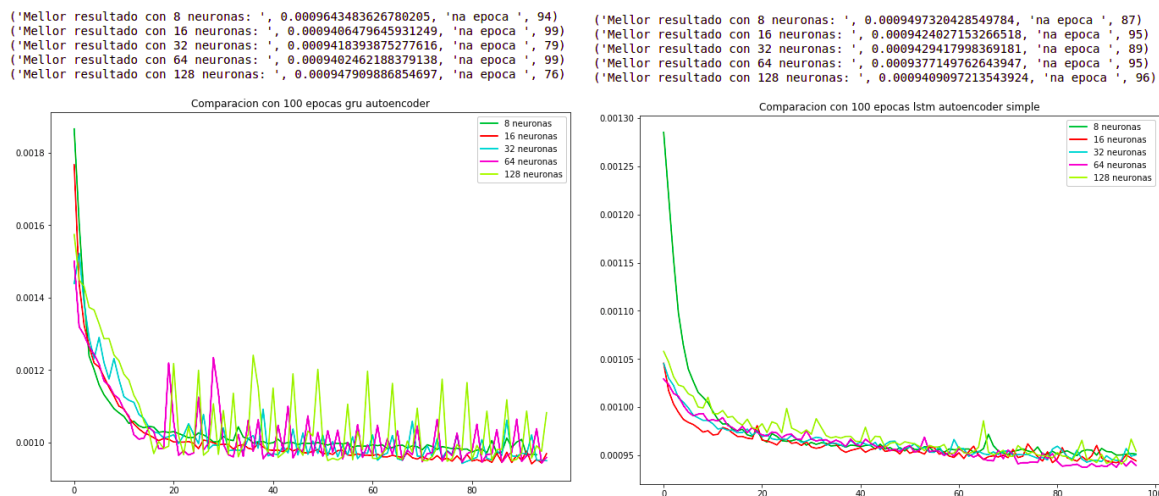 ('Mellor resultado con 8 neuronas: ', 0.0009643483626780205, 'na epoca ', 94)
('Mellor resultado con 16 neuronas: ', 0.0009406479645931249, 'na epoca ', 99)
('Mellor resultado con 32 neuronas: ', 0.0009418393875277616, 'na epoca ', 79)
('Mellor resultado con 64 neuronas: ', 0.0009402462188379138, 'na epoca ', 99)
('Mellor resultado con 128 neuronas: ', 0.000947909886854697, 'na epoca ', 76)
Comparacion con 100 epocas gru autoencoder
8 neuronas
16 neuronas
32 neuronas
64 neuronas
128 neuronas
0.0018
0.0016
0.0014
0.0012
0.0010
0
20
40
60
80
('Mellor resultado con 8 neuronas: ', 0.0009497320428549784, 'na epoca ', 87)
('Mellor resultado con 16 neuronas: ', 0.0009424027153266518, 'na epoca ', 95)
('Mellor resultado con 32 neuronas: ', 0.0009429417998369181, 'na epoca ', 89)
('Mellor resultado con 64 neuronas: ', 0.0009377149762643947, 'na epoca ', 95)
('Mellor resultado con 128 neuronas: ', 0.0009409097213543924, 'na epoca ', 96)
Comparacion con 100 epocas lstm autoencoder simple
8 neuronas
16 neuronas
32 neuronas
64 neuronas
128 neuronas
0.00130
0.00125
0.00120
0.00115
0.00110
0.00105
0.00100
0.00095
0
20
40
60
80
100